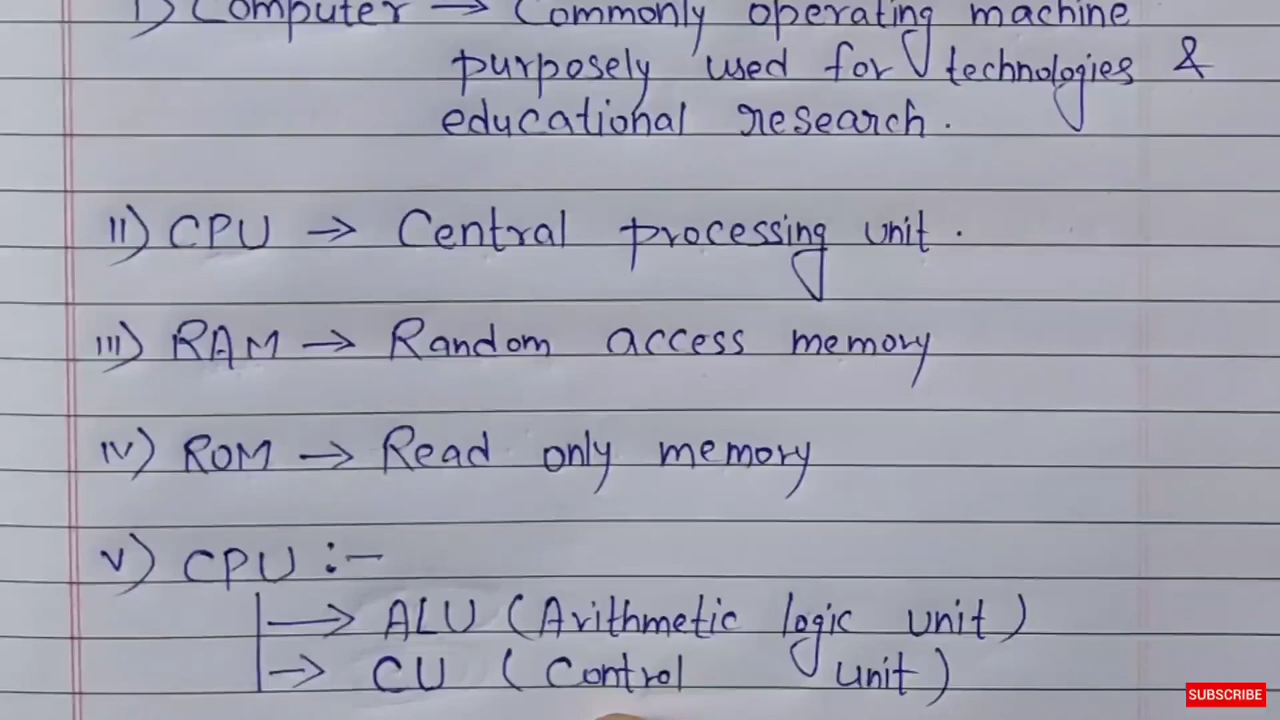 1) Computer → Commonly operating machine
purposely used for technologies &
educational research.
II) CPU → Central processing unit.
III) RAM → Random access memory
IV) ROM → Read only memory
V) CPU :-
→ ALU (Arithmetic logic unit)
→ CU (Control unit)
SUBSCRIBE